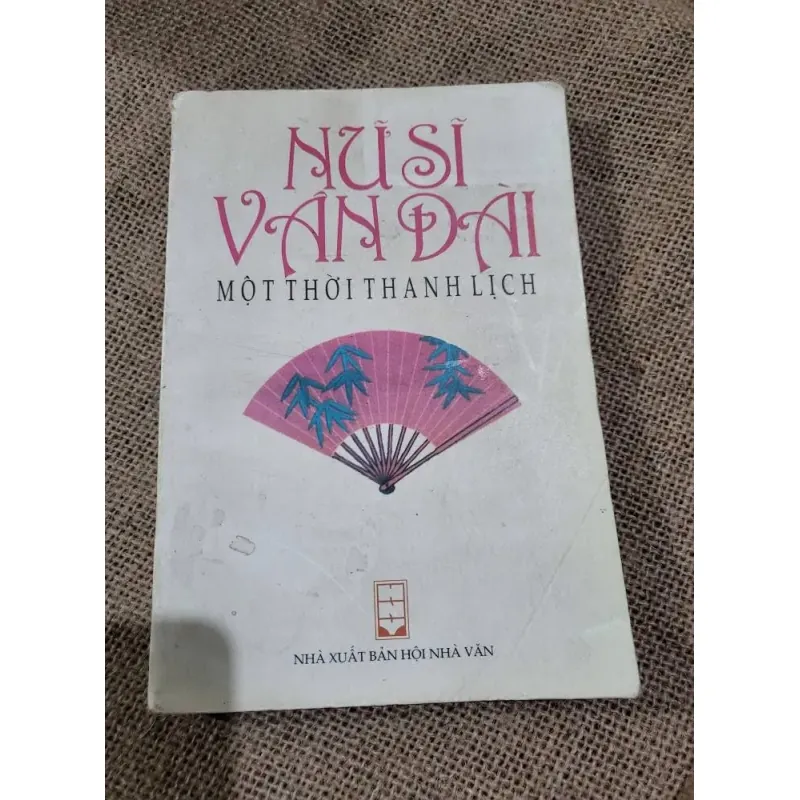 NỮ SĨ
VÂN ĐÀI
MỘT THỜI THANH LỊCH
NHÀ XUẤT BẢN HỘI NHÀ VĂN